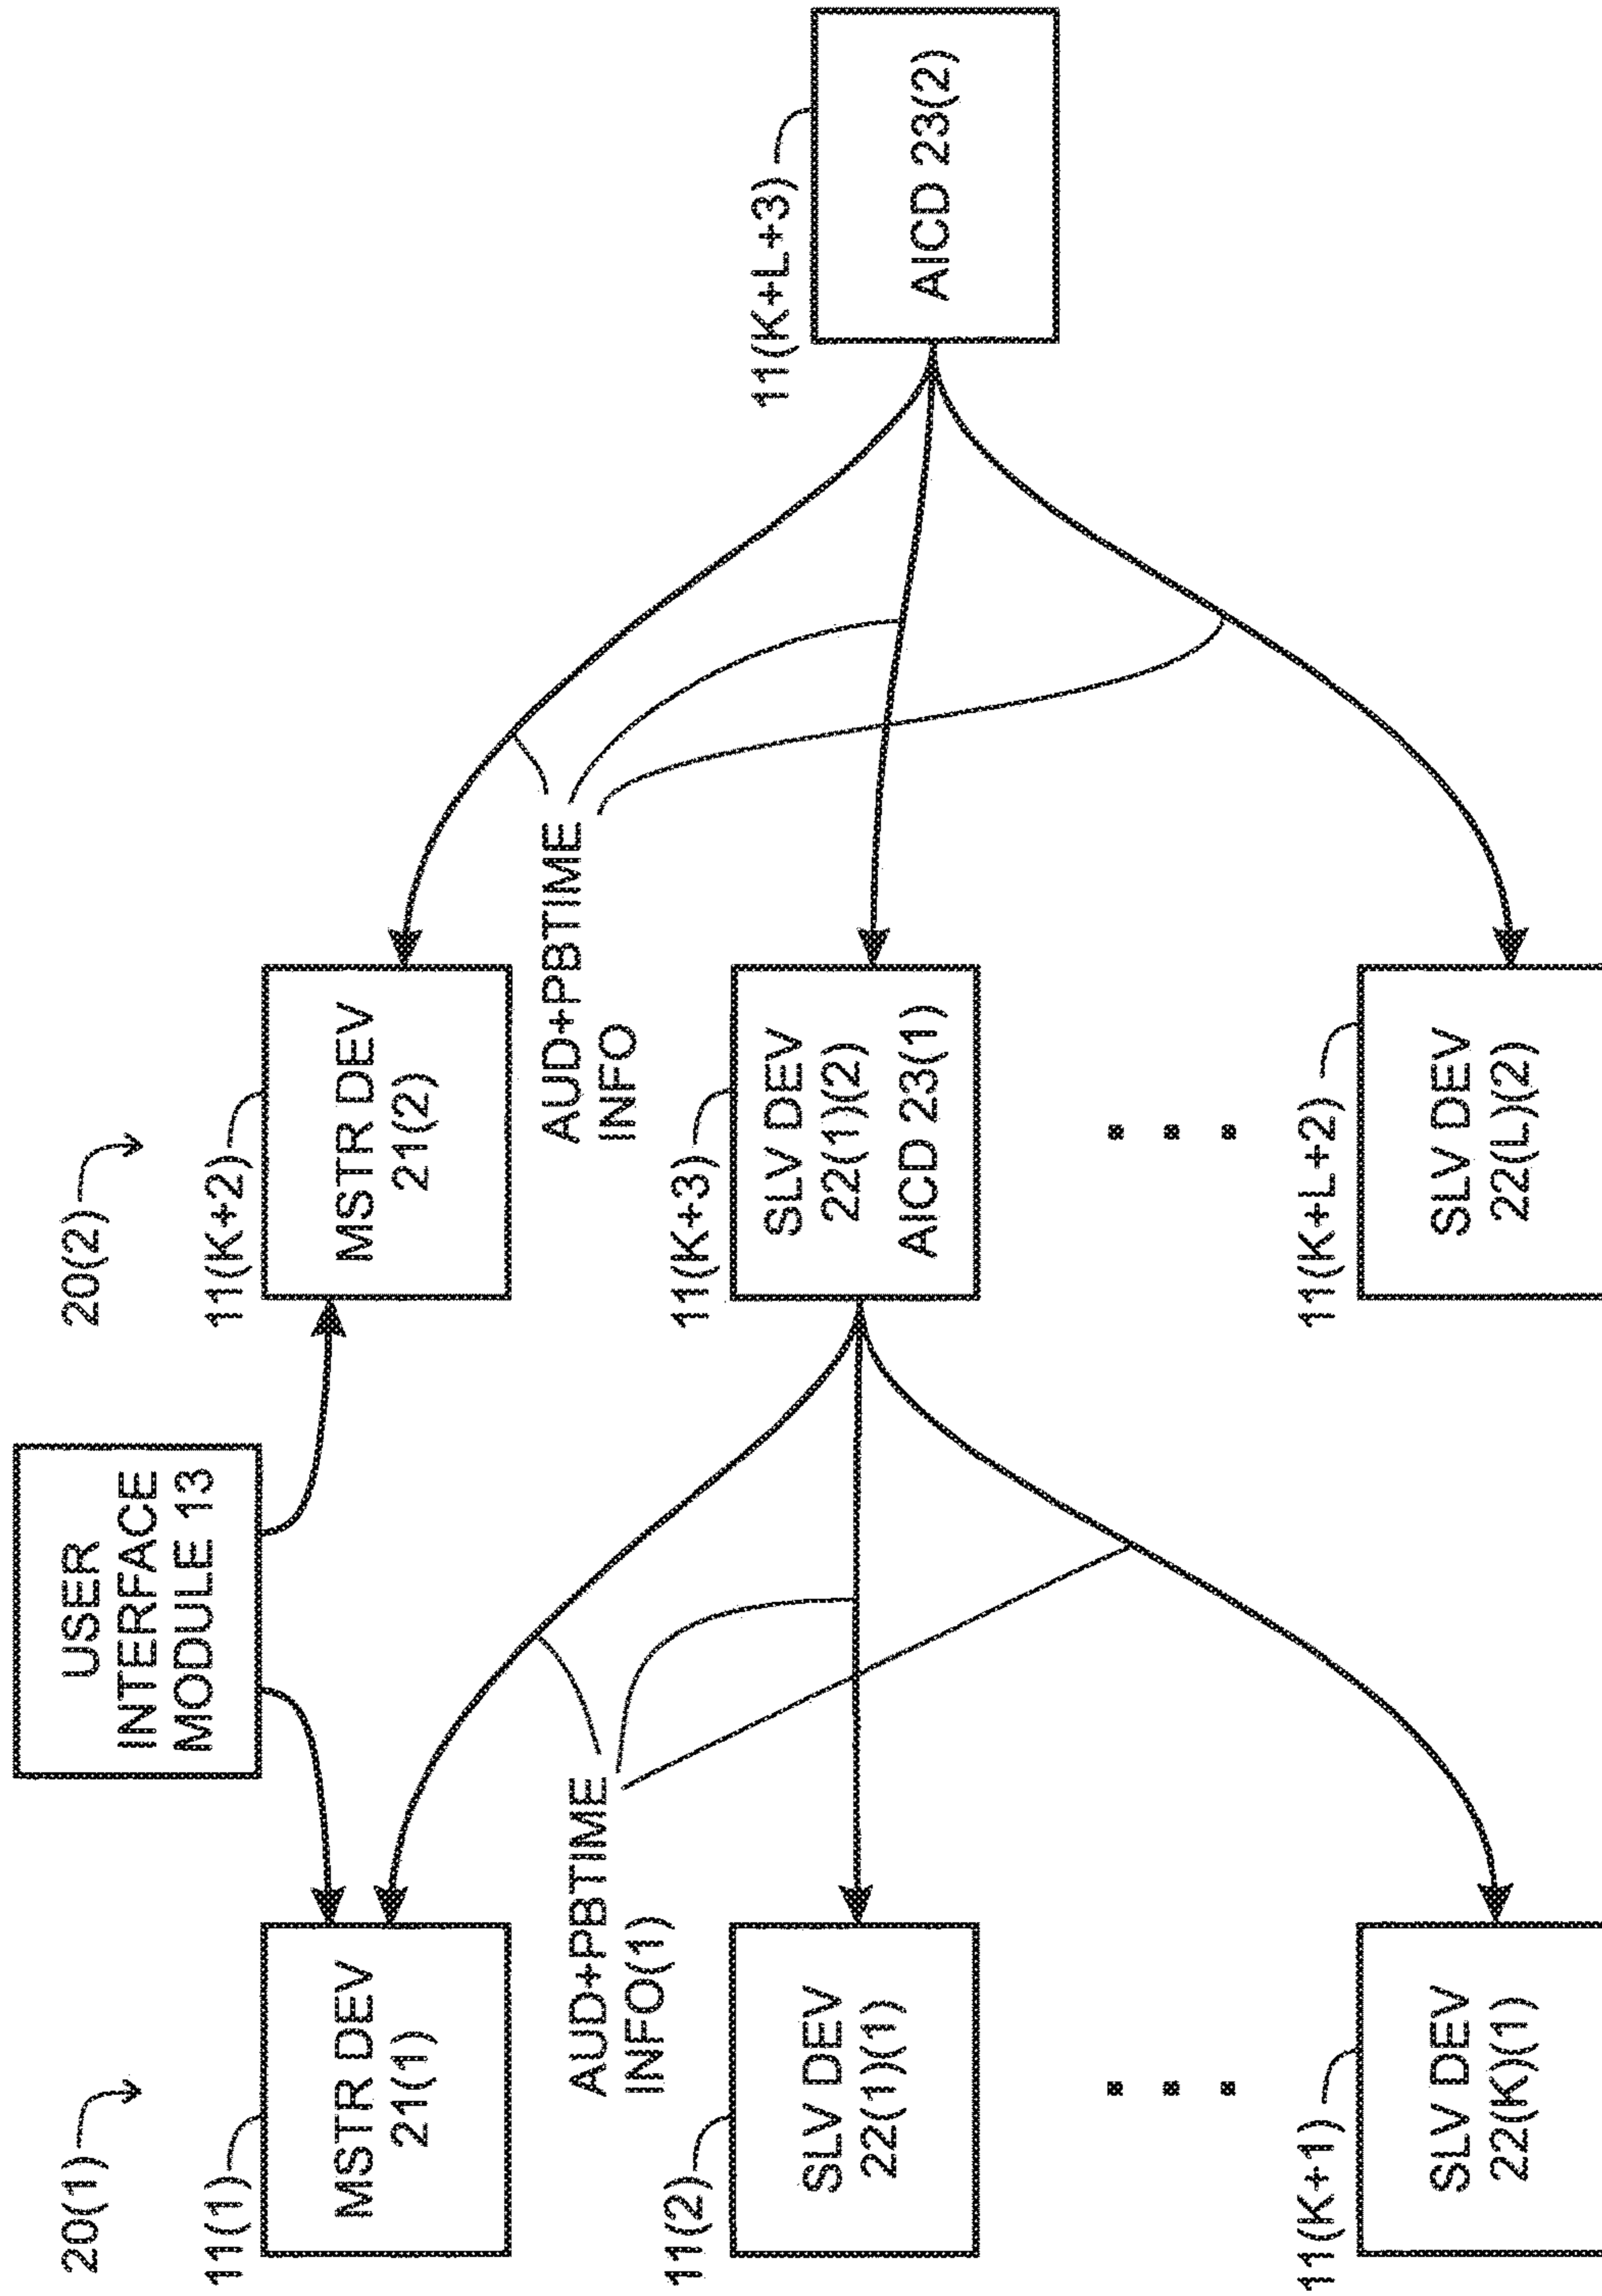 20(1)
20(2)
USER
INTERFACE
MODULE 13
11(1)
MSTR DEV
21(1)
11(K+2)
MSTR DEV
21(2)
AUD+PBTIME
INFO(1)
AUD+PBTIME
INFO
11(2)
SLV DEV
22(1)(1)
11(K+3)
SLV DEV
22(1)(2)
AICD 23(1)
11(K+L+3)
AICD 23(2)
11(K+1)
SLV DEV
22(K)(1)
11(K+L+2)
SLV DEV
22(L)(2)